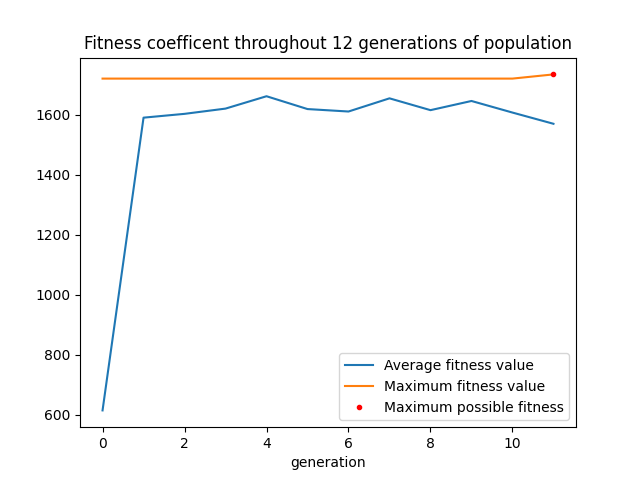 Fitness coefficent throughout 12 generations of population
1600
1400
1200
1000
800
600
0 2 4 6 8 10
generation
Average fitness value
Maximum fitness value
Maximum possible fitness